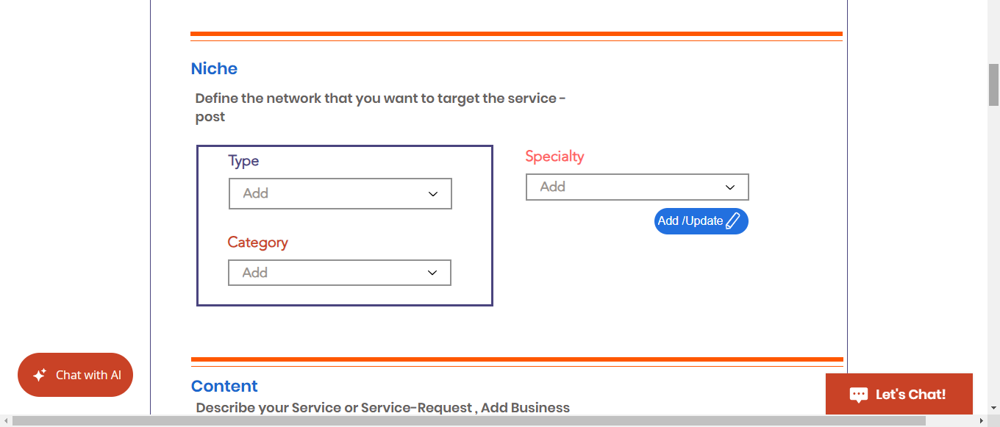 Niche
Define the network that you want to target the service -
post
Type
Add
Category
Add
Specialty
Add
Add /Update
Content
Describe your Service or Service-Request , Add Business
Chat with AI
Let's Chat!